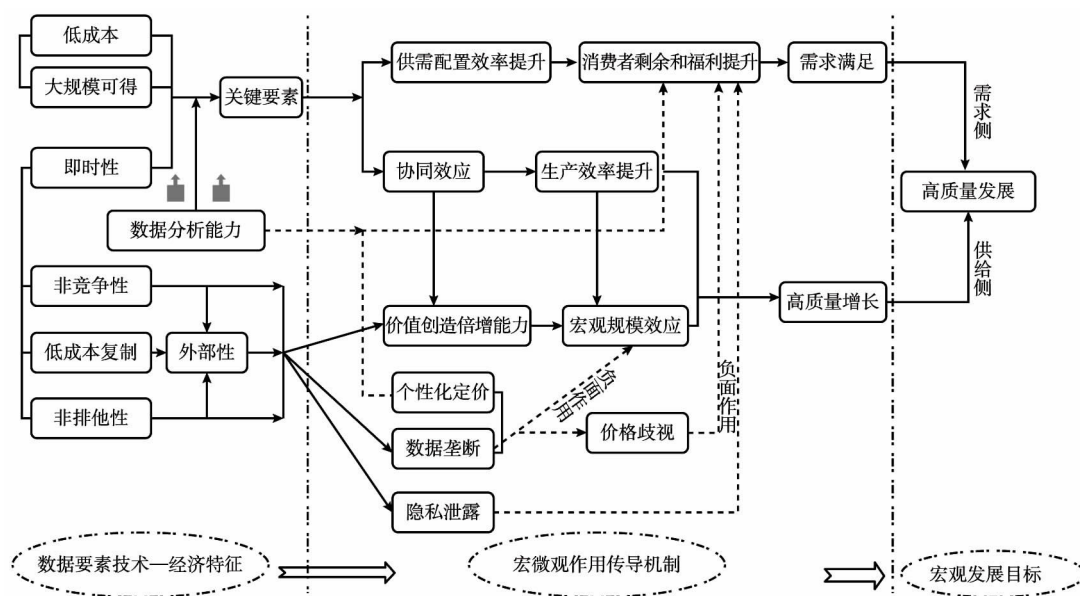 低成本
大规模可得
即时性
数据分析能力
非竞争性
低成本复制
非排他性
外部性
关键要素
供需配置效率提升
消费者剩余和福利提升
需求满足
协同效应
生产效率提升
价值创造倍增能力
宏观规模效应
高质量增长
个性化定价
数据垄断
隐私泄露
价格歧视
负面作用
负面作用
需求侧
高质量发展
供给侧
数据要素技术—经济特征
宏微观作用传导机制
宏观发展目标